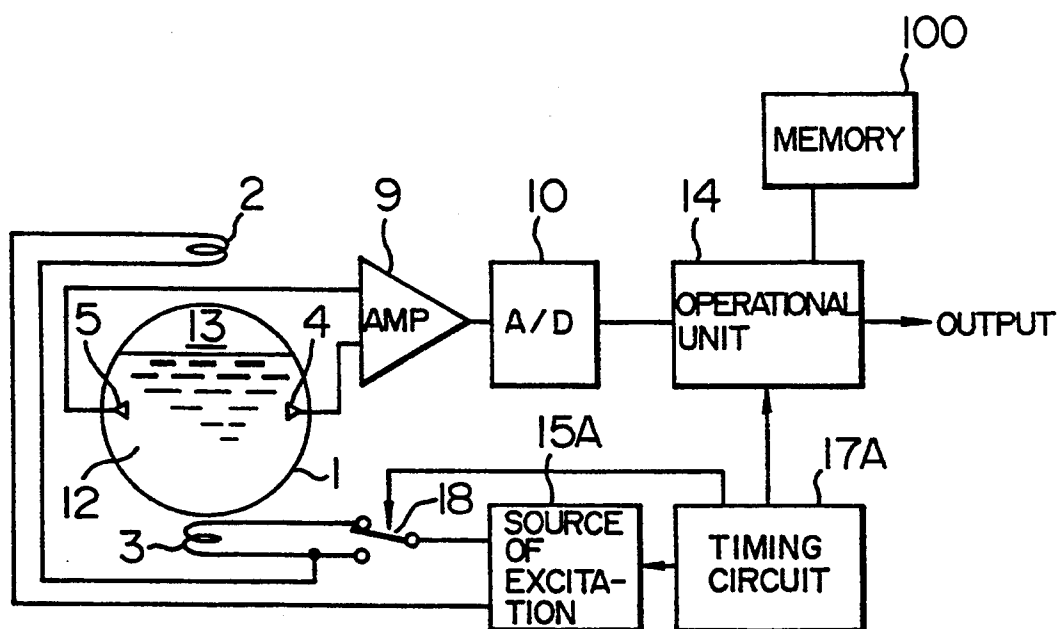 100
MEMORY
2
9
10
14
AMP
A/D
OPERATIONAL
UNIT
OUTPUT
5
13
4
12
1
3
18
15A
SOURCE
OF
EXCITA-
TION
17A
TIMING
CIRCUIT